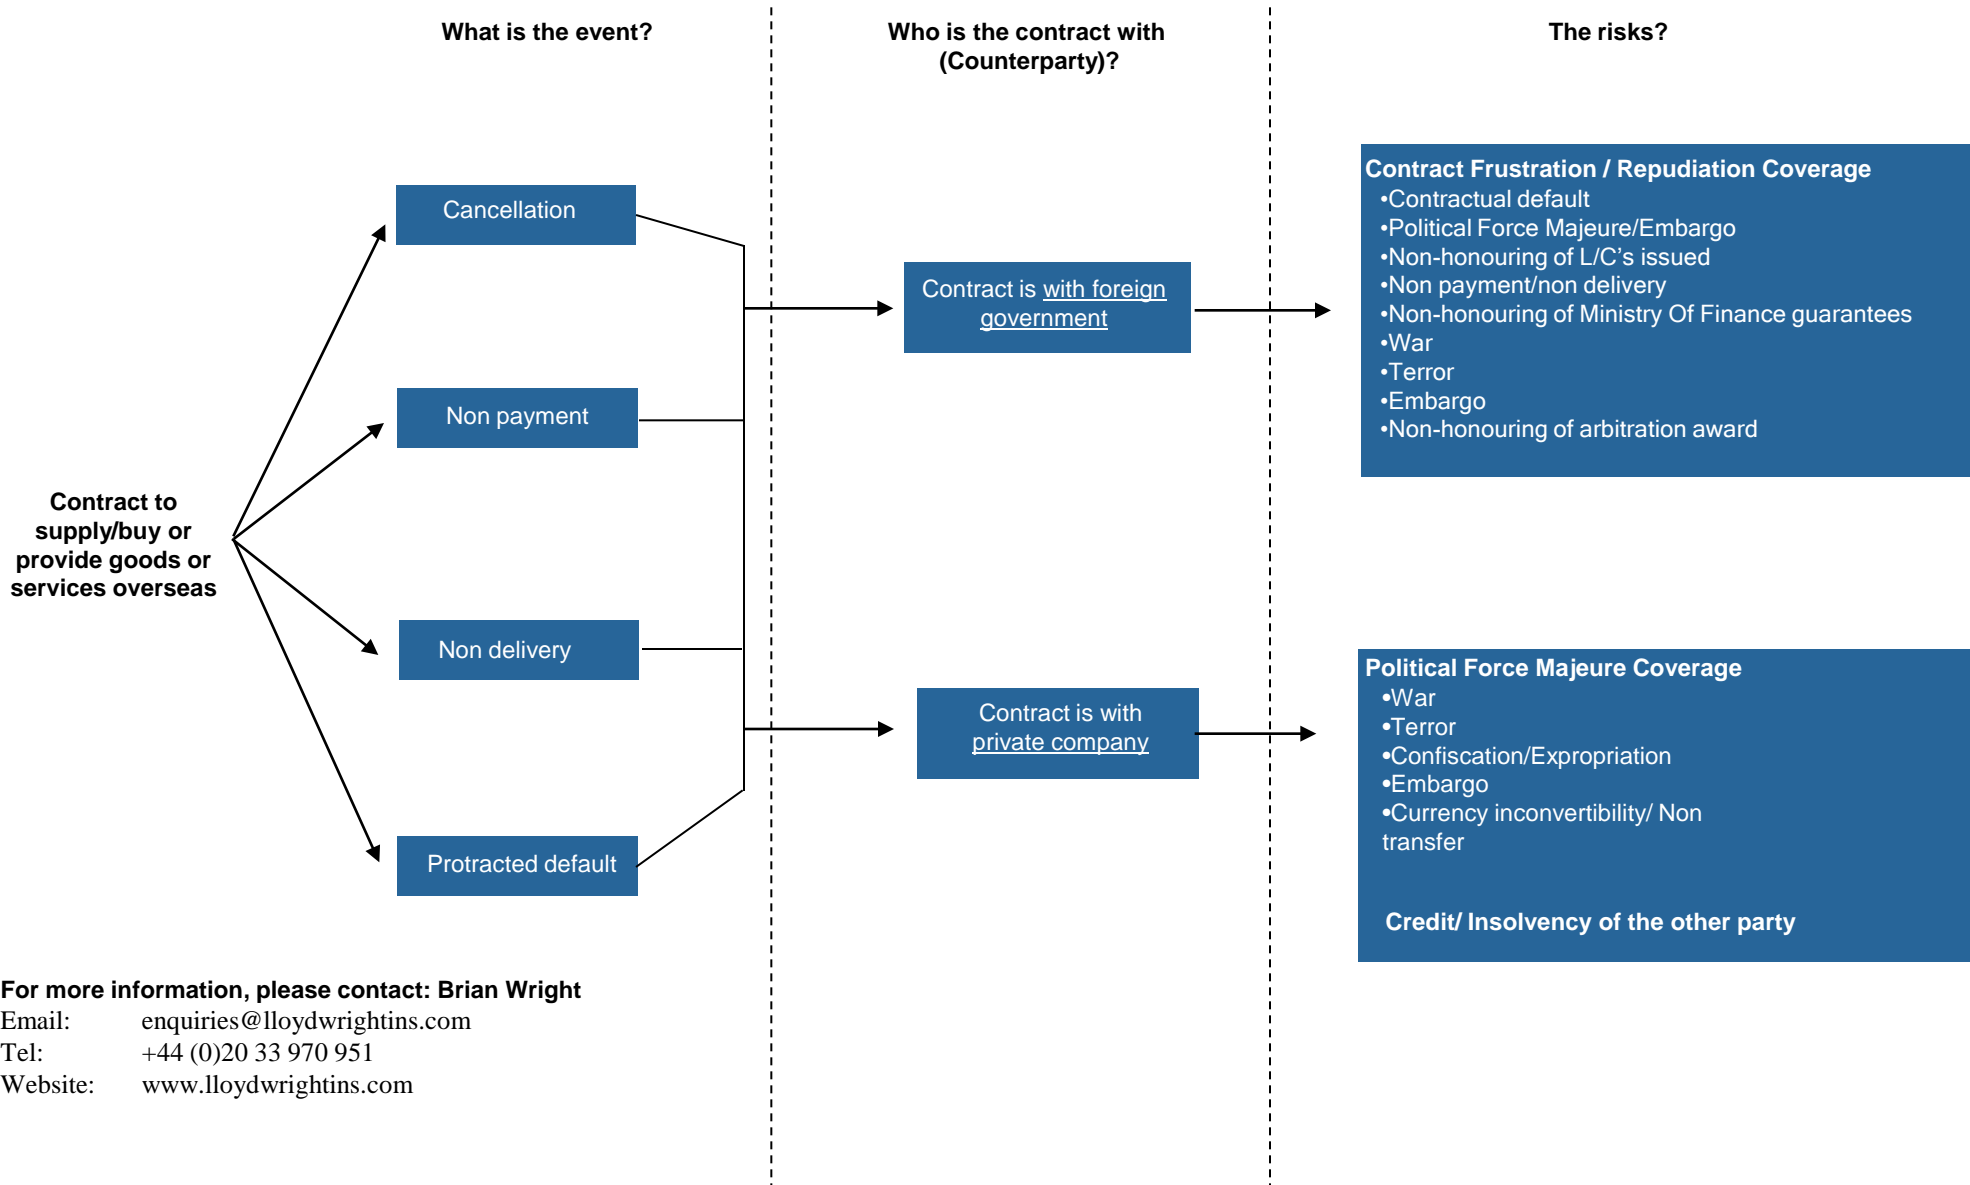 What is the event?
Who is the contract with
(Counterparty)?
The risks?
Contract to
supply/buy or
provide goods or
services overseas
Cancellation
Non payment
Non delivery
Protracted default
Contract is with foreign
government
Contract is with
private company
Contract Frustration / Repudiation Coverage
•Contractual default
•Political Force Majeure/Embargo
•Non-honouring of L/C’s issued
•Non payment/non delivery
•Non-honouring of Ministry Of Finance guarantees
•War
•Terror
•Embargo
•Non-honouring of arbitration award
Political Force Majeure Coverage
•War
•Terror
•Confiscation/Expropriation
•Embargo
•Currency inconvertibility/ Non
transfer
Credit/ Insolvency of the other party
For more information, please contact: Brian Wright
Email: enquiries@lloydwrightins.com
Tel: +44 (0)20 33 970 951
Website: www.lloydwrightins.com